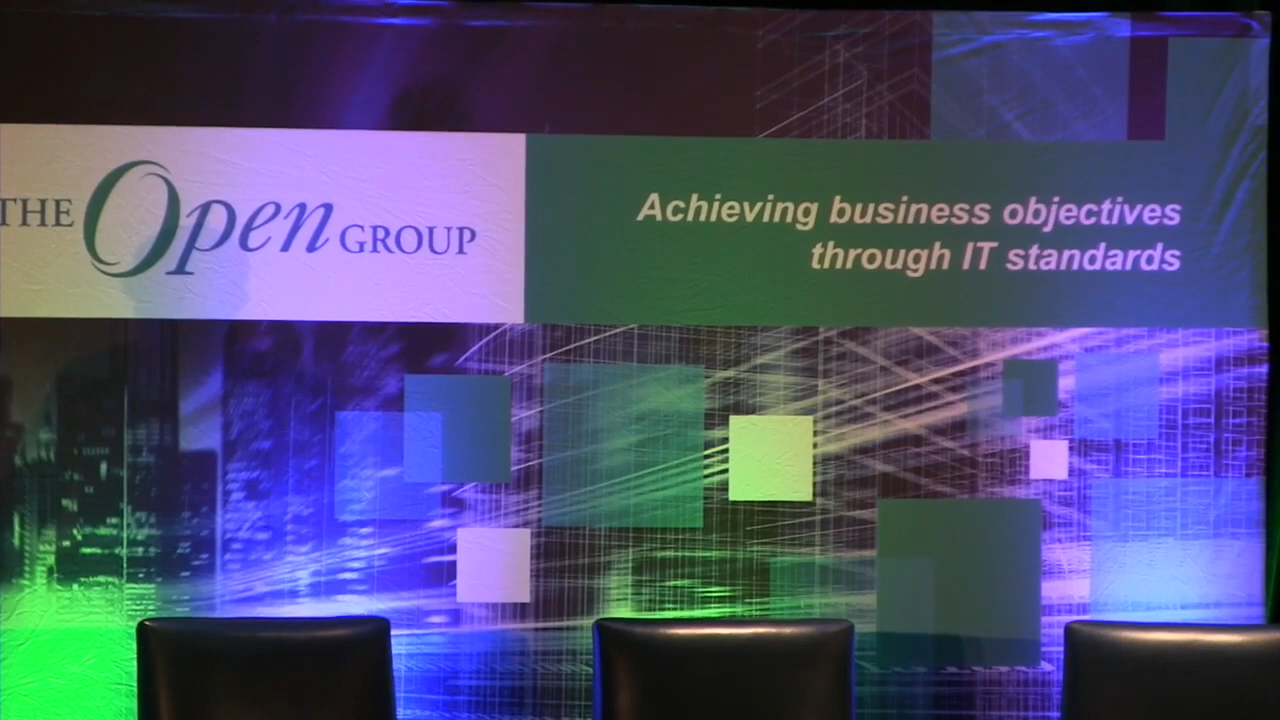 THE Open GROUP
Achieving business objectives
through IT standards